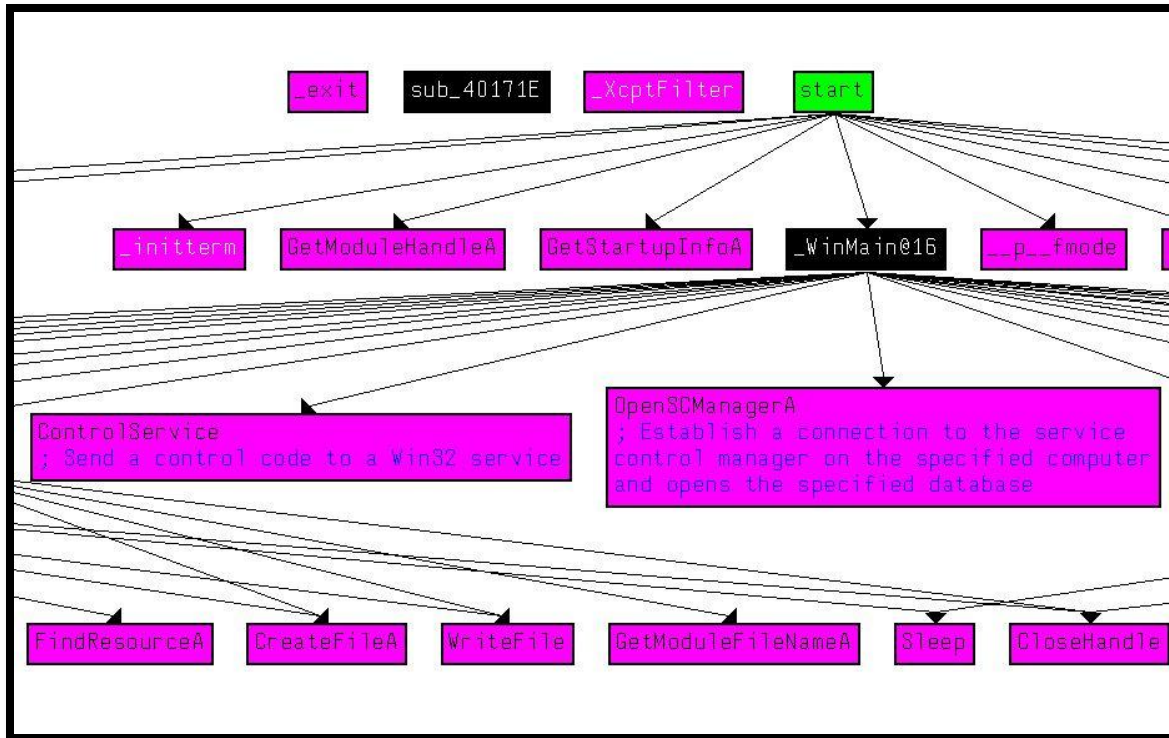 _exit
sub_40171E
_XcptFilter
start
_initterm
GetModuleHandleA
GetStartupInfoA
_WinMain@16
__p__fmode
ControlService
; Send a control code to a Win32 service
OpenSCManagerA
; Establish a connection to the service
control manager on the specified computer
and opens the specified database
FindResourceA
CreateFileA
WriteFile
GetModuleFileNameA
Sleep
CloseHandle